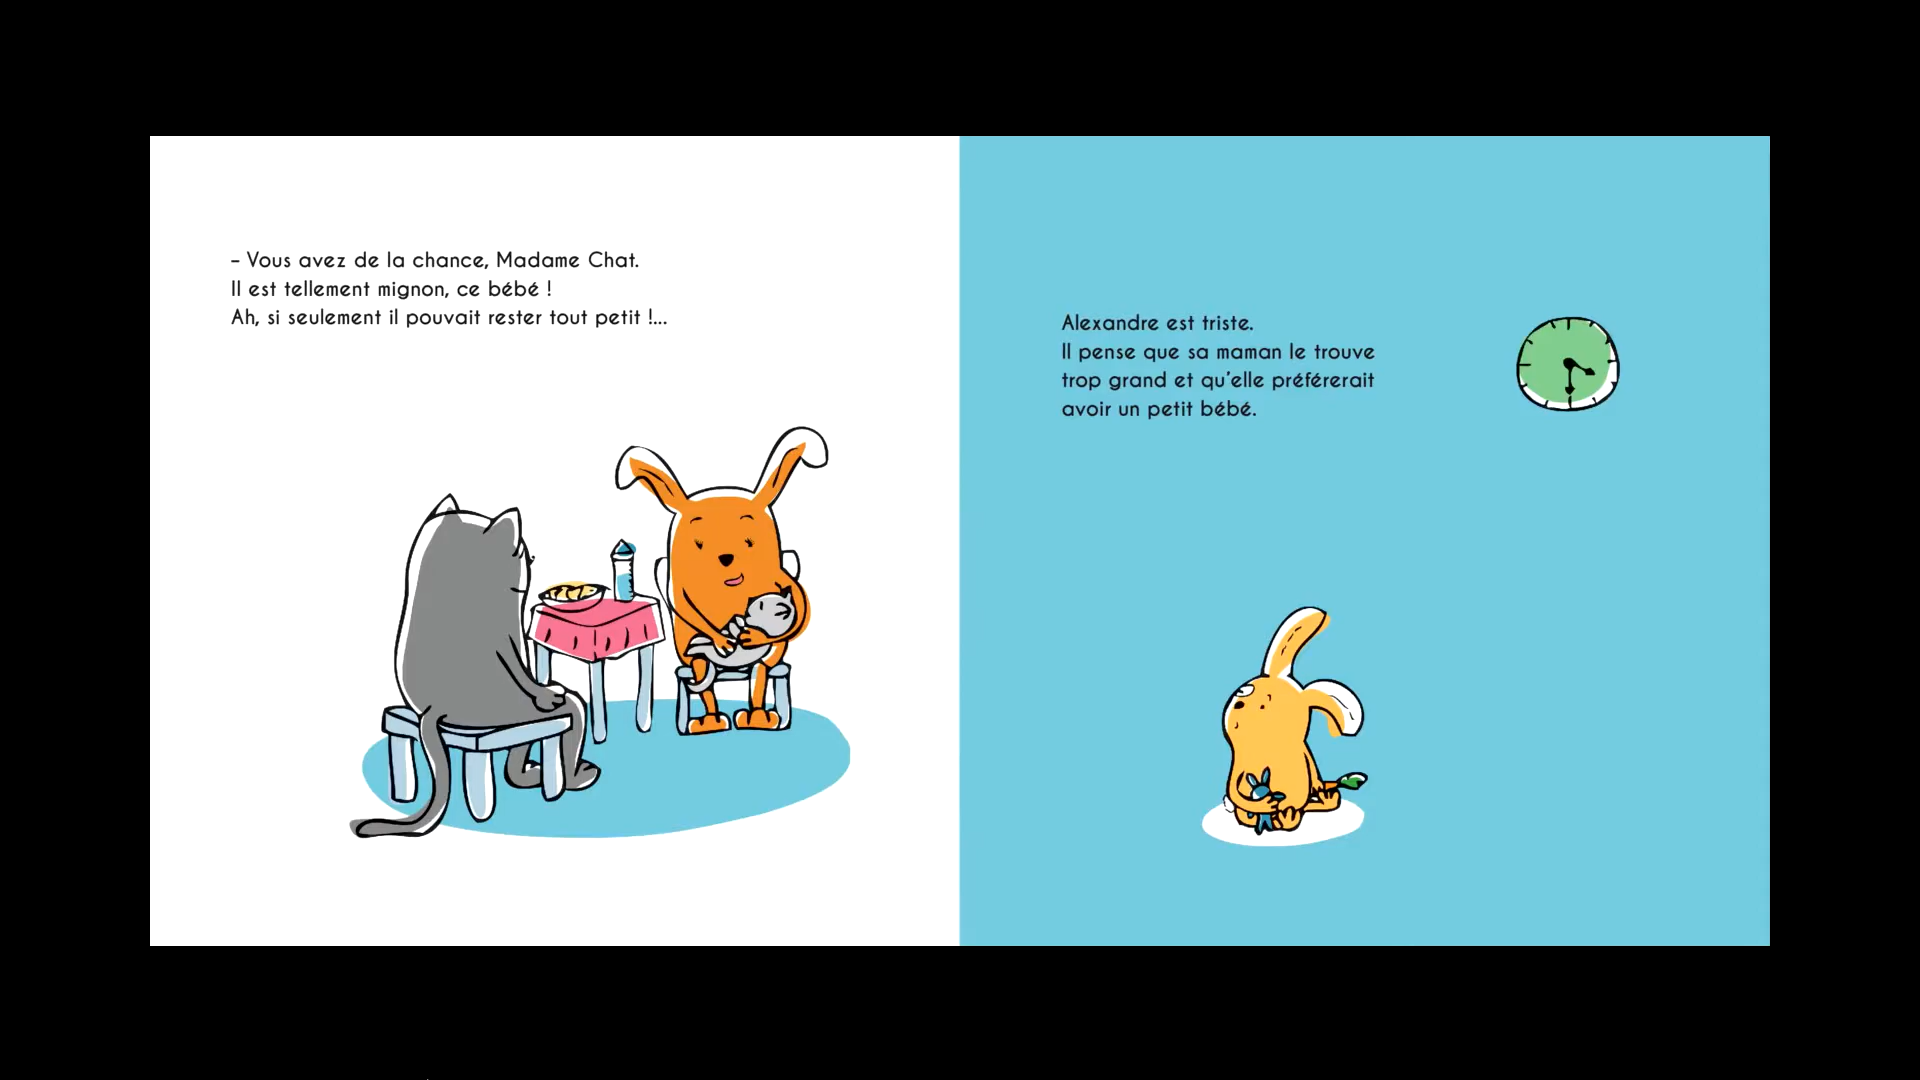 – Vous avez de la chance, Madame Chat.
Il est tellement mignon, ce bébé !
Ah, si seulement il pouvait rester tout petit !...
Alexandre est triste.
Il pense que sa maman le trouve
trop grand et qu’elle préférerait
avoir un petit bébé.